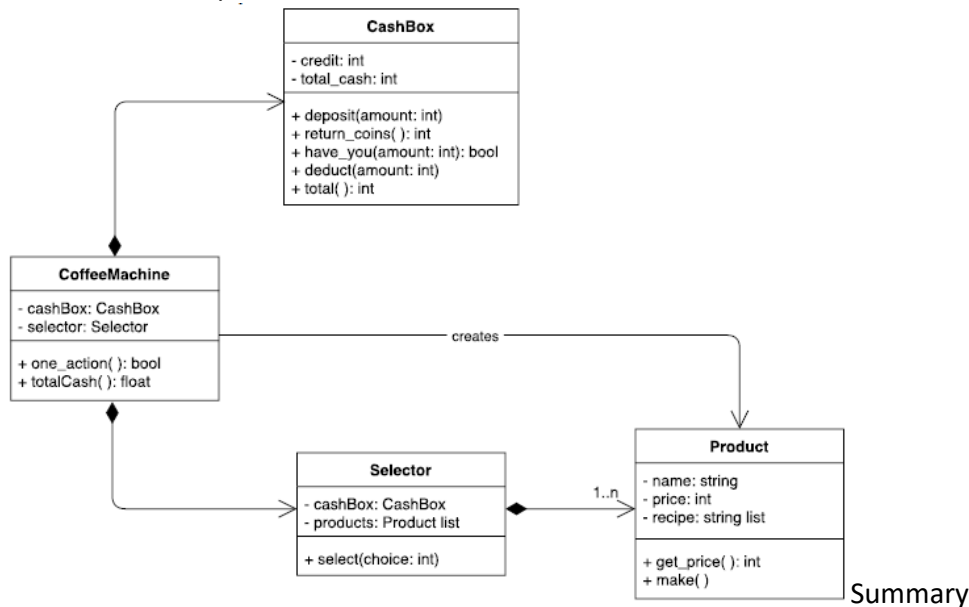 CashBox
- credit: int
- total_cash: int
+ deposit(amount: int)
+ return_coins( ): int
+ have_you(amount: int): bool
+ deduct(amount: int)
+ total( ): int
CoffeeMachine
- cashBox: CashBox
- selector: Selector
+ one_action( ): bool
+ totalCash( ): float
creates
Selector
- cashBox: CashBox
- products: Product list
+ select(choice: int)
1..n
Product
- name: string
- price: int
- recipe: string list
+ get_price( ): int
+ make( )
Summary